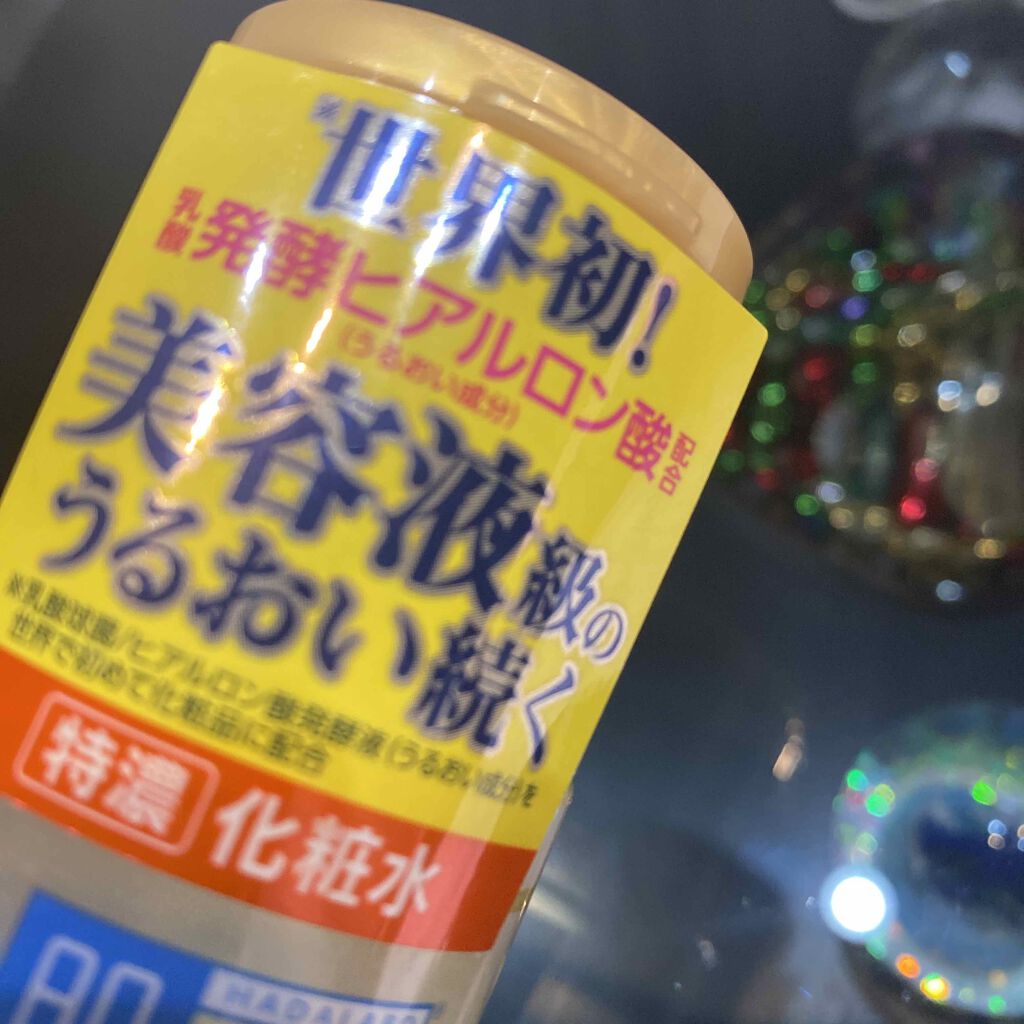 ※世界初!
乳酸発酵ヒアルロン酸配合
(うるおい成分)
美容液級の
うるおい続く
※乳酸球菌/ヒアルロン酸発酵液(うるおい成分)を
世界で初めて化粧品に配合
特濃 化粧水
HADALABO